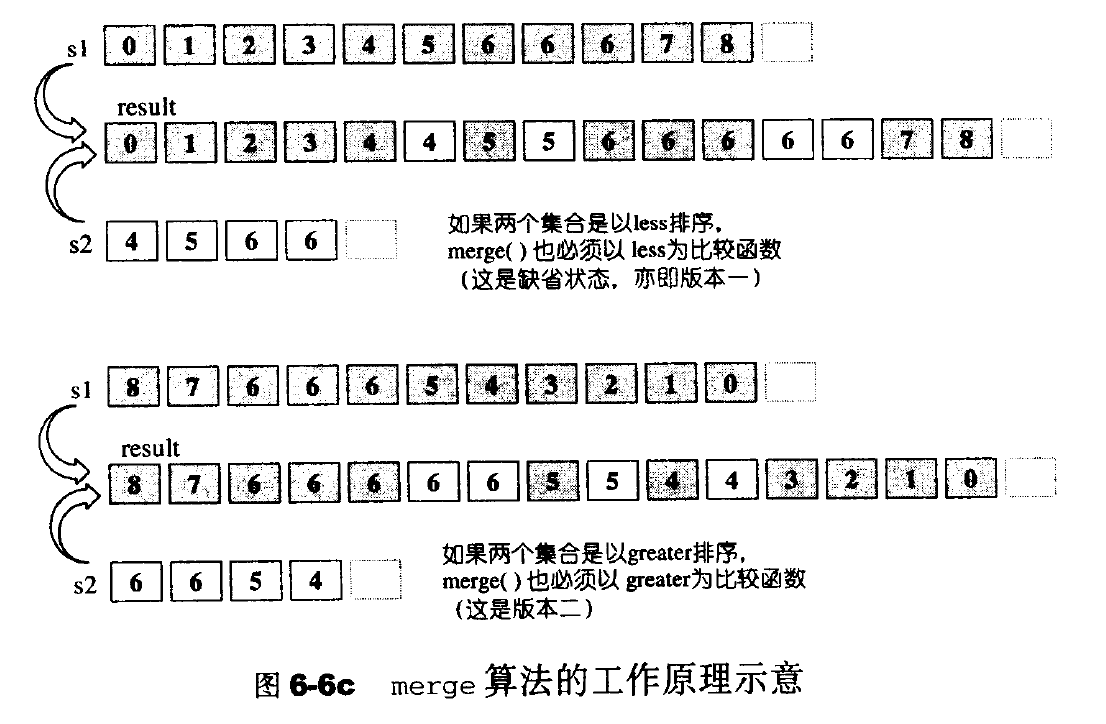 s1 0 1 2 3 4 5 6 6 6 7 8
result
0 1 2 3 4 4 5 5 6 6 6 6 6 7 8
s2 4 5 6 6
如果两个集合是以less排序，
merge( ) 也必须以 less为比较函数
（这是缺省状态，亦即版本一）
s1 8 7 6 6 6 5 4 3 2 1 0
result
8 7 6 6 6 6 6 5 5 4 4 3 2 1 0
s2 6 6 5 4
如果两个集合是以greater排序，
merge( ) 也必须以 greater为比较函数
（这是版本二）
图 6-6c merge 算法的工作原理示意